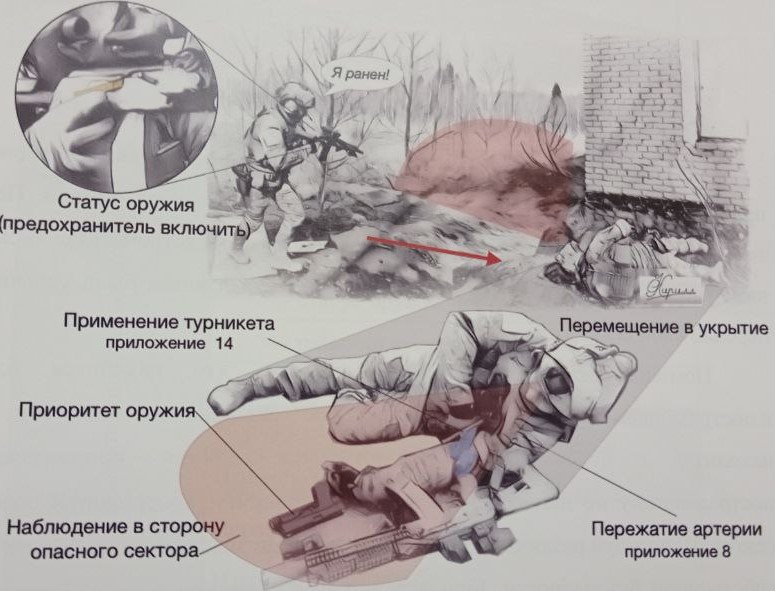 Я ранен!
Статус оружия
(предохранитель включить)
Кирилл
Применение турникета
приложение 14
Перемещение в укрытие
Приоритет оружия
Наблюдение в сторону
опасного сектора
Пережатие артерии
приложение 8